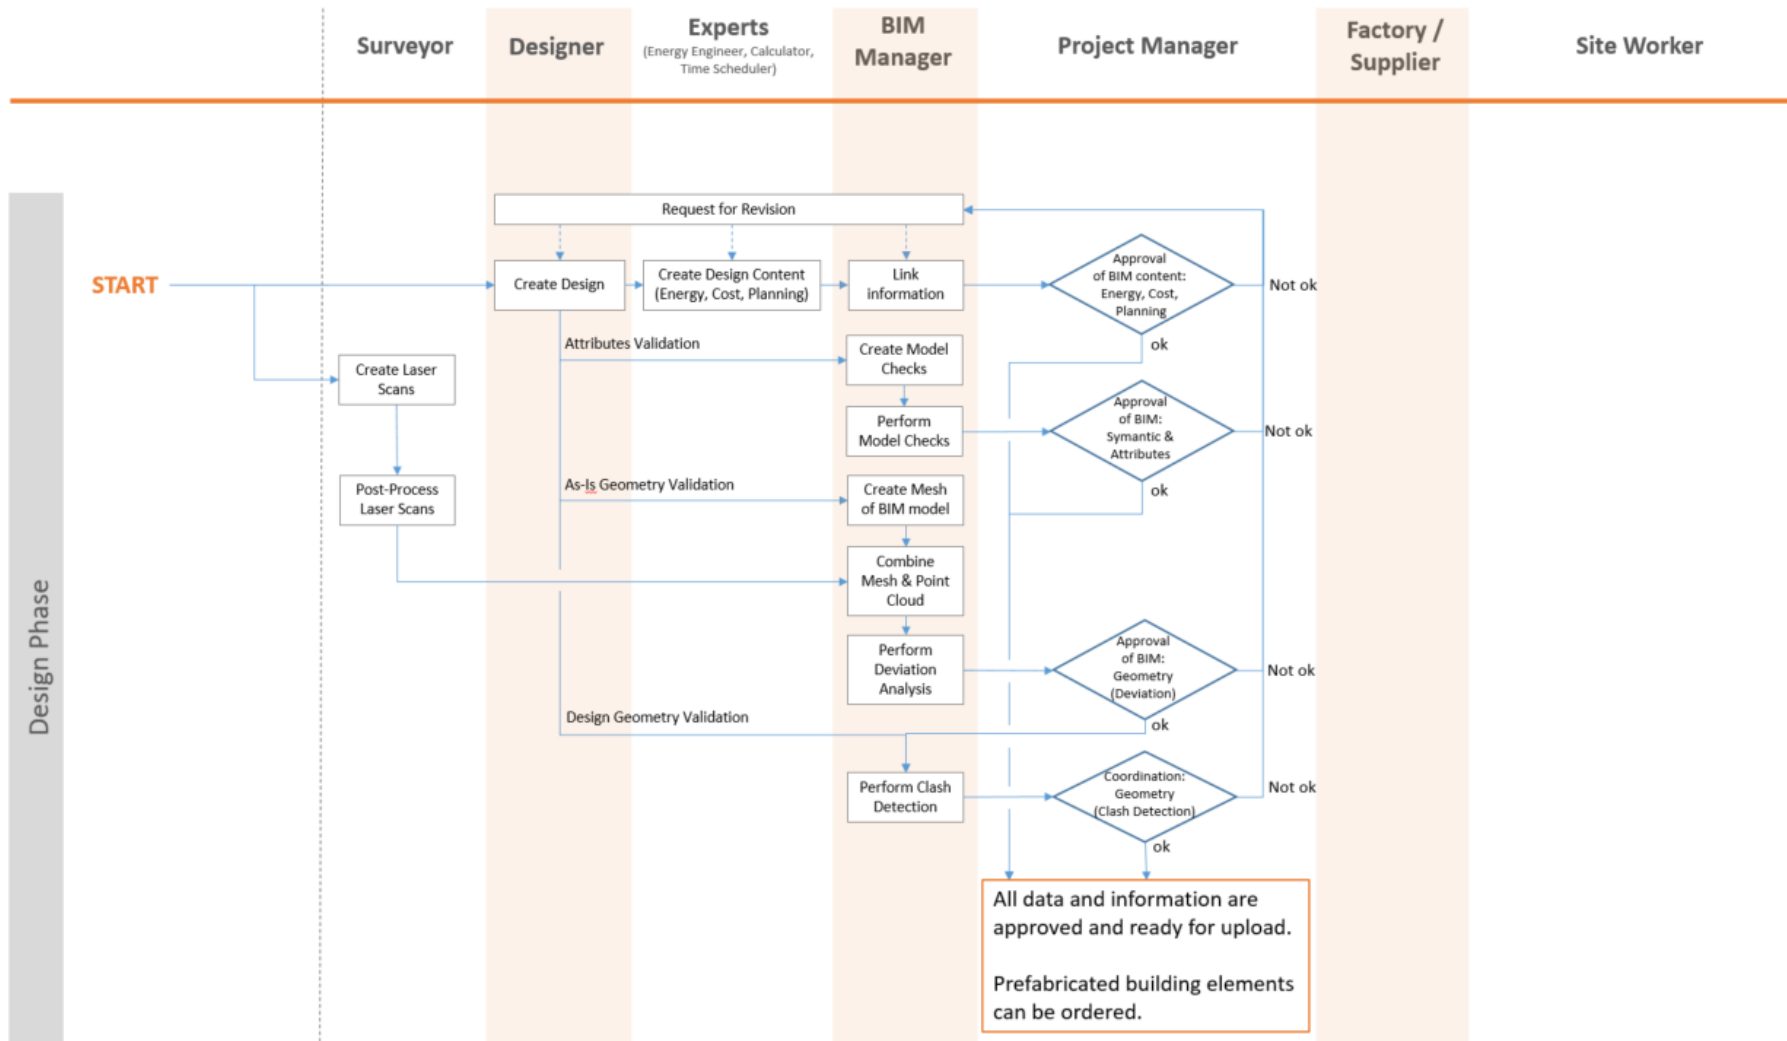 Surveyor
Designer
Experts
(Energy Engineer, Calculator,
Time Scheduler)
BIM
Manager
Project Manager
Factory /
Supplier
Site Worker
Design Phase
Request for Revision
START
Create Design
Create Design Content
(Energy, Cost, Planning)
Link
information
Approval
of BIM content:
Energy, Cost,
Planning
Not ok
ok
Attributes Validation
Create Model
Checks
Create Laser
Scans
Perform
Model Checks
Approval
of BIM:
Symantic &
Attributes
Not ok
ok
Post-Process
Laser Scans
As-Is Geometry Validation
Create Mesh
of BIM model
Combine
Mesh & Point
Cloud
Perform
Deviation
Analysis
Approval
of BIM:
Geometry
(Deviation)
Not ok
ok
Design Geometry Validation
Perform Clash
Detection
Coordination:
Geometry
(Clash Detection)
Not ok
ok
All data and information are
approved and ready for upload.
Prefabricated building elements
can be ordered.